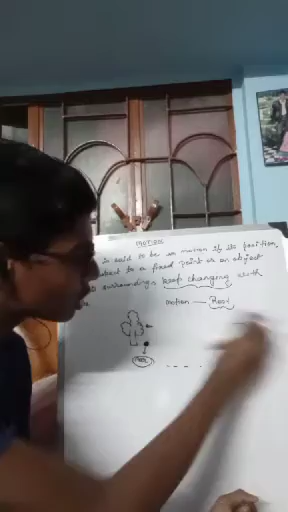 MOTION
is said to be in motion if its position,
to a fixed point or an object
surroundings keep changing with
motion — Rest